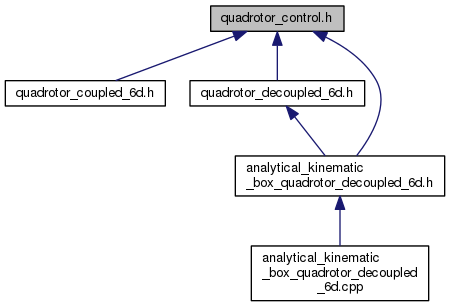 quadrotor_control.h
quadrotor_coupled_6d.h
quadrotor_decoupled_6d.h
analytical_kinematic
_box_quadrotor_decoupled_6d.h
analytical_kinematic
_box_quadrotor_decoupled
_6d.cpp